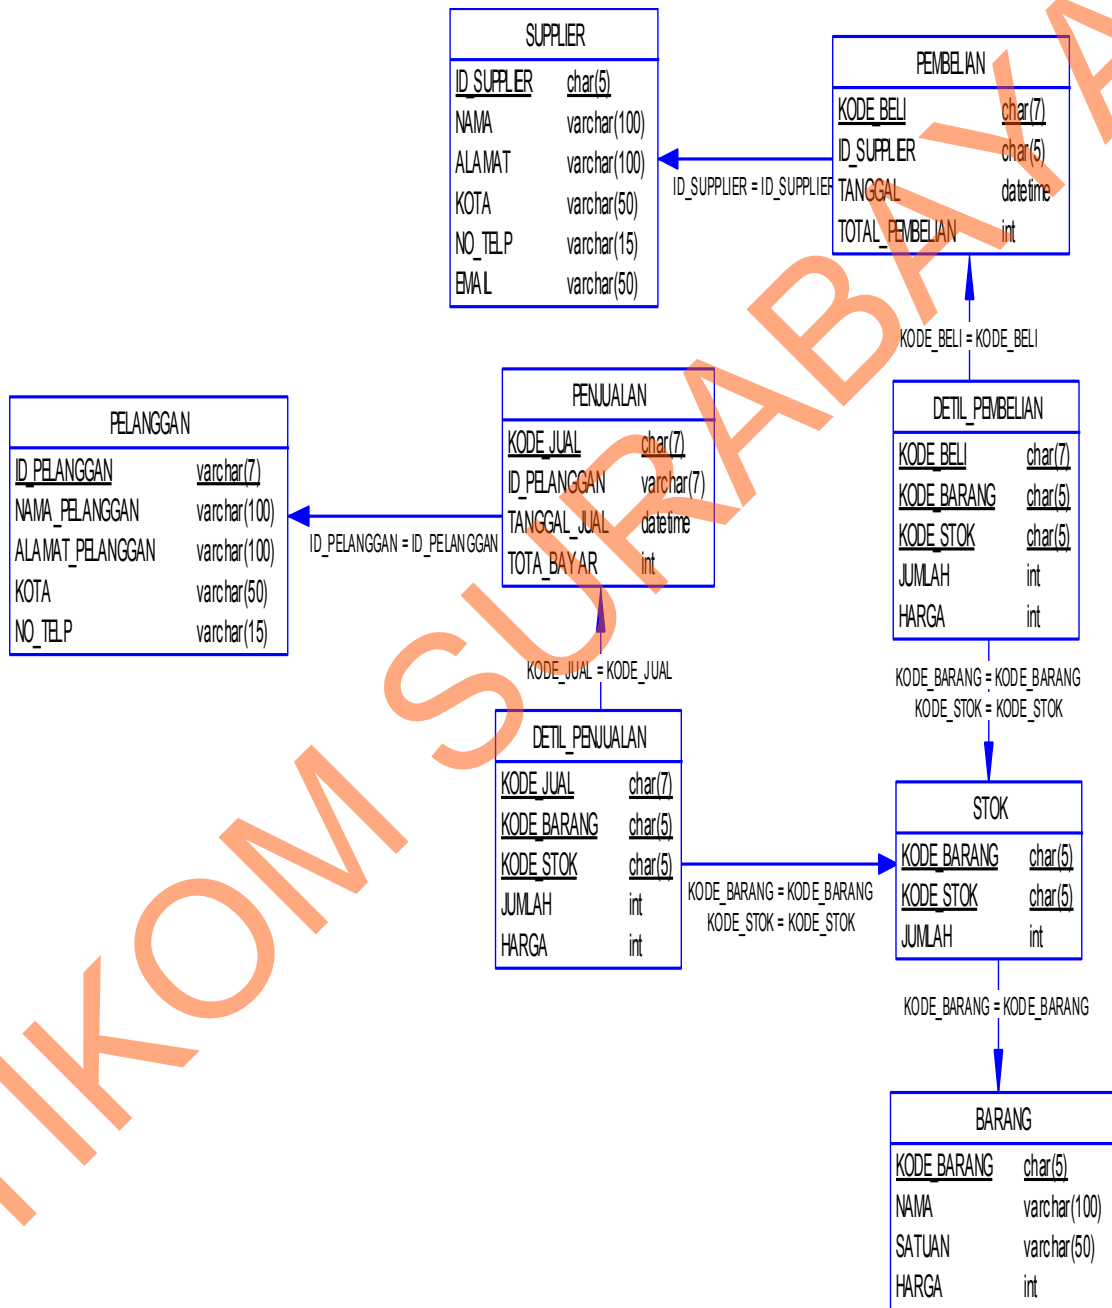 SUPPLIER
ID_SUPPLIER char(5)
NAMA varchar(100)
ALAMAT varchar(100)
KOTA varchar(50)
NO_TELP varchar(15)
EMAIL varchar(50)
PEMBELIAN
KODE_BELI char(7)
ID_SUPPLIER char(5)
TANGGAL datetime
TOTAL_PEMBELIAN int
ID_SUPPLIER = ID_SUPPLIER
KODE_BELI = KODE_BELI
PELANGGAN
ID_PELANGGAN varchar(7)
NAMA_PELANGGAN varchar(100)
ALAMAT_PELANGGAN varchar(100)
KOTA varchar(50)
NO_TELP varchar(15)
ID_PELANGGAN = ID_PELANGGAN
PENJUALAN
KODE_JUAL char(7)
ID_PELANGGAN varchar(7)
TANGGAL_JUAL datetime
TOTA_BAYAR int
DETIL_PEMBELIAN
KODE_BELI char(7)
KODE_BARANG char(5)
KODE_STOK char(5)
JUMLAH int
HARGA int
KODE_JUAL = KODE_JUAL
KODE_BARANG = KODE_BARANG
KODE_STOK = KODE_STOK
DETIL_PENJUALAN
KODE_JUAL char(7)
KODE_BARANG char(5)
KODE_STOK char(5)
JUMLAH int
HARGA int
KODE_BARANG = KODE_BARANG
KODE_STOK = KODE_STOK
STOK
KODE_BARANG char(5)
KODE_STOK char(5)
JUMLAH int
KODE_BARANG = KODE_BARANG
BARANG
KODE_BARANG char(5)
NAMA varchar(100)
SATUAN varchar(50)
HARGA int
IKOM SURABAYA